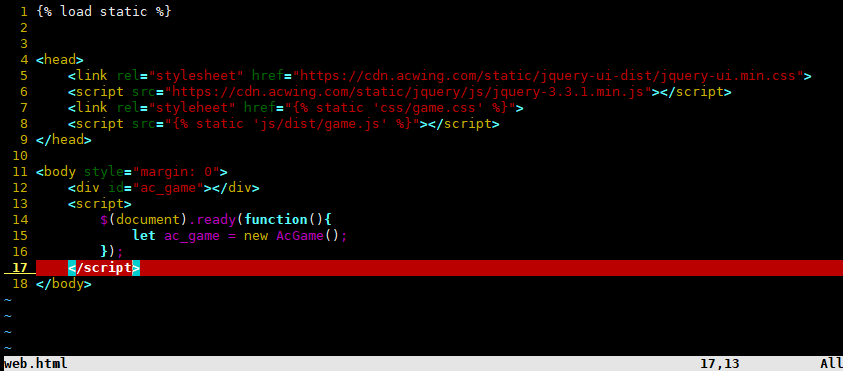 1 {% load static %}
2
3
4 <head>
5     <link rel="stylesheet" href="https://cdn.acwing.com/static/jquery-ui-dist/jquery-ui.min.css">
6     <script src="https://cdn.acwing.com/static/jquery/js/jquery-3.3.1.min.js"></script>
7     <link rel="styleheet" href="{% static 'css/game.css' %}">
8     <script src="{% static 'js/dist/game.js' %}"></script>
9 </head>
10
11 <body style="margin: 0">
12     <div id="ac_game"></div>
13     <script>
14         $(document).ready(function(){
15             let ac_game = new AcGame();
16         });
17     </script>
18 </body>
~
~
~
~
web.html 17,13 All